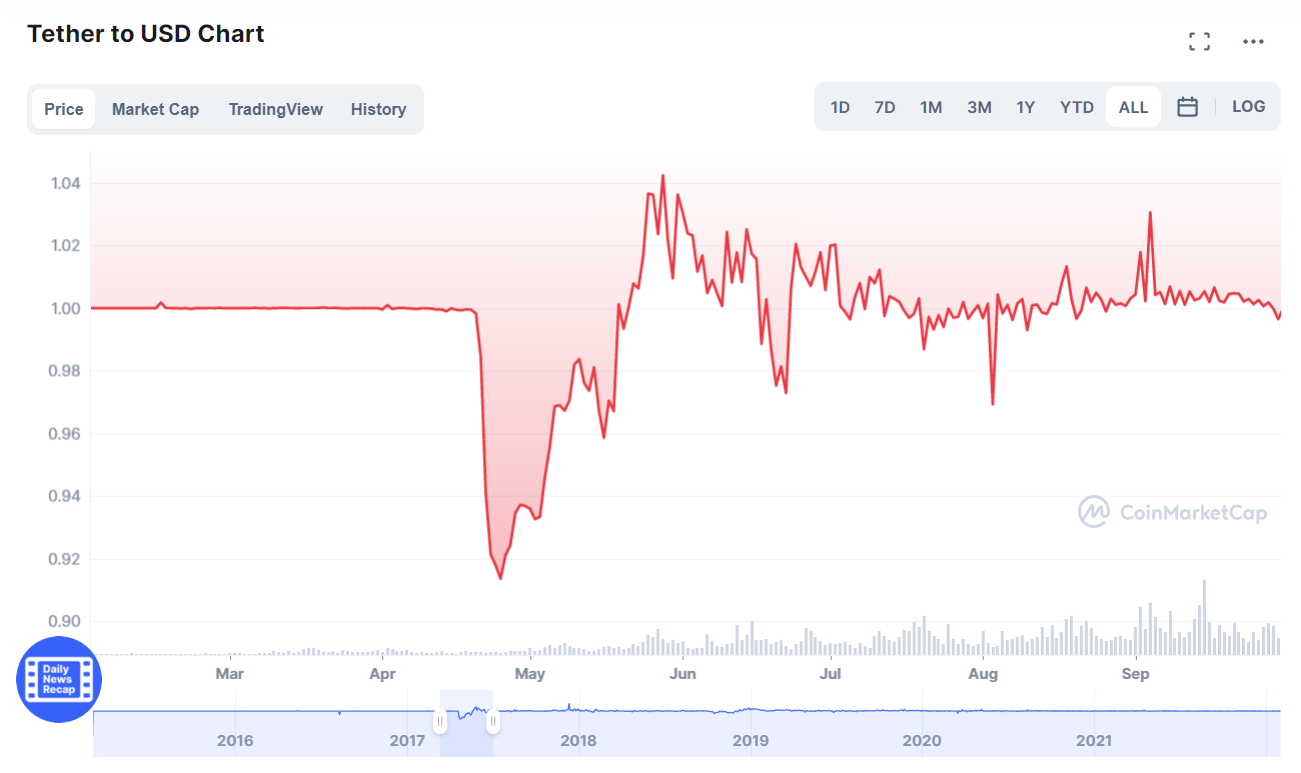 Tether to USD Chart
Price Market Cap TradingView History
1D 7D 1M 3M 1Y YTD ALL LOG
1.04
1.02
1.00
0.98
0.96
0.94
CoinMarketCap
0.92
0.90
Daily
News
Recap
Mar Apr May Jun Jul Aug Sep
2016 2017 2018 2019 2020 2021